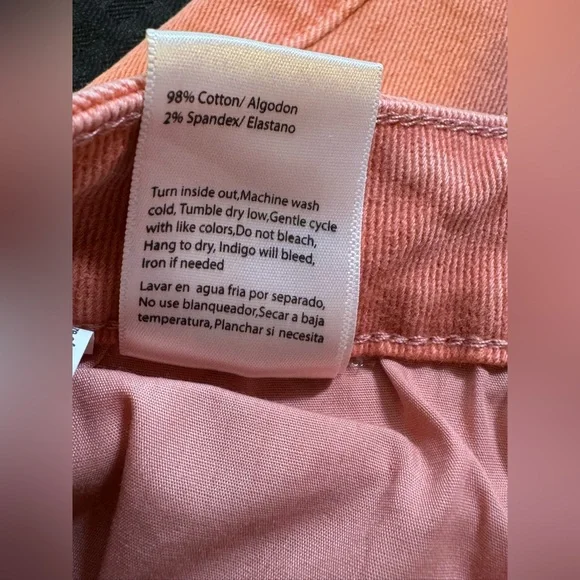 98% Cotton/ Algodon
2% Spandex/ Elastano
Turn inside out,Machine wash
cold, Tumble dry low,Gentle cycle
with like colors,Do not bleach,
Hang to dry, Indigo will bleed,
Iron if needed
Lavar en agua fria por separado,
No use blanqueador,Secar a baja
temperatura, Planchar si necesita